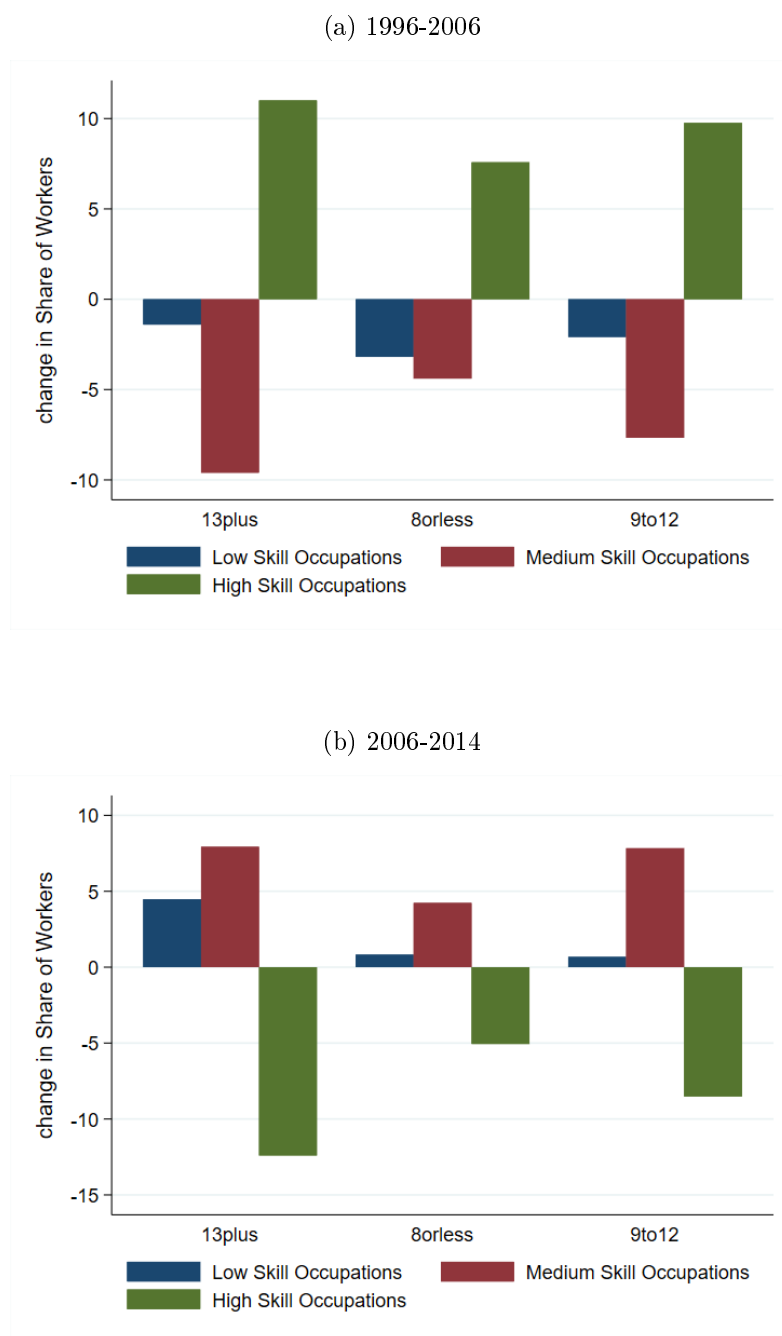 (a) 1996-2006
change in Share of Workers
10
5
0
-5
-10
13plus 8orless 9to12
Low Skill Occupations Medium Skill Occupations
High Skill Occupations
(b) 2006-2014
change in Share of Workers
10
5
0
-5
-10
-15
13plus 8orless 9to12
Low Skill Occupations Medium Skill Occupations
High Skill Occupations